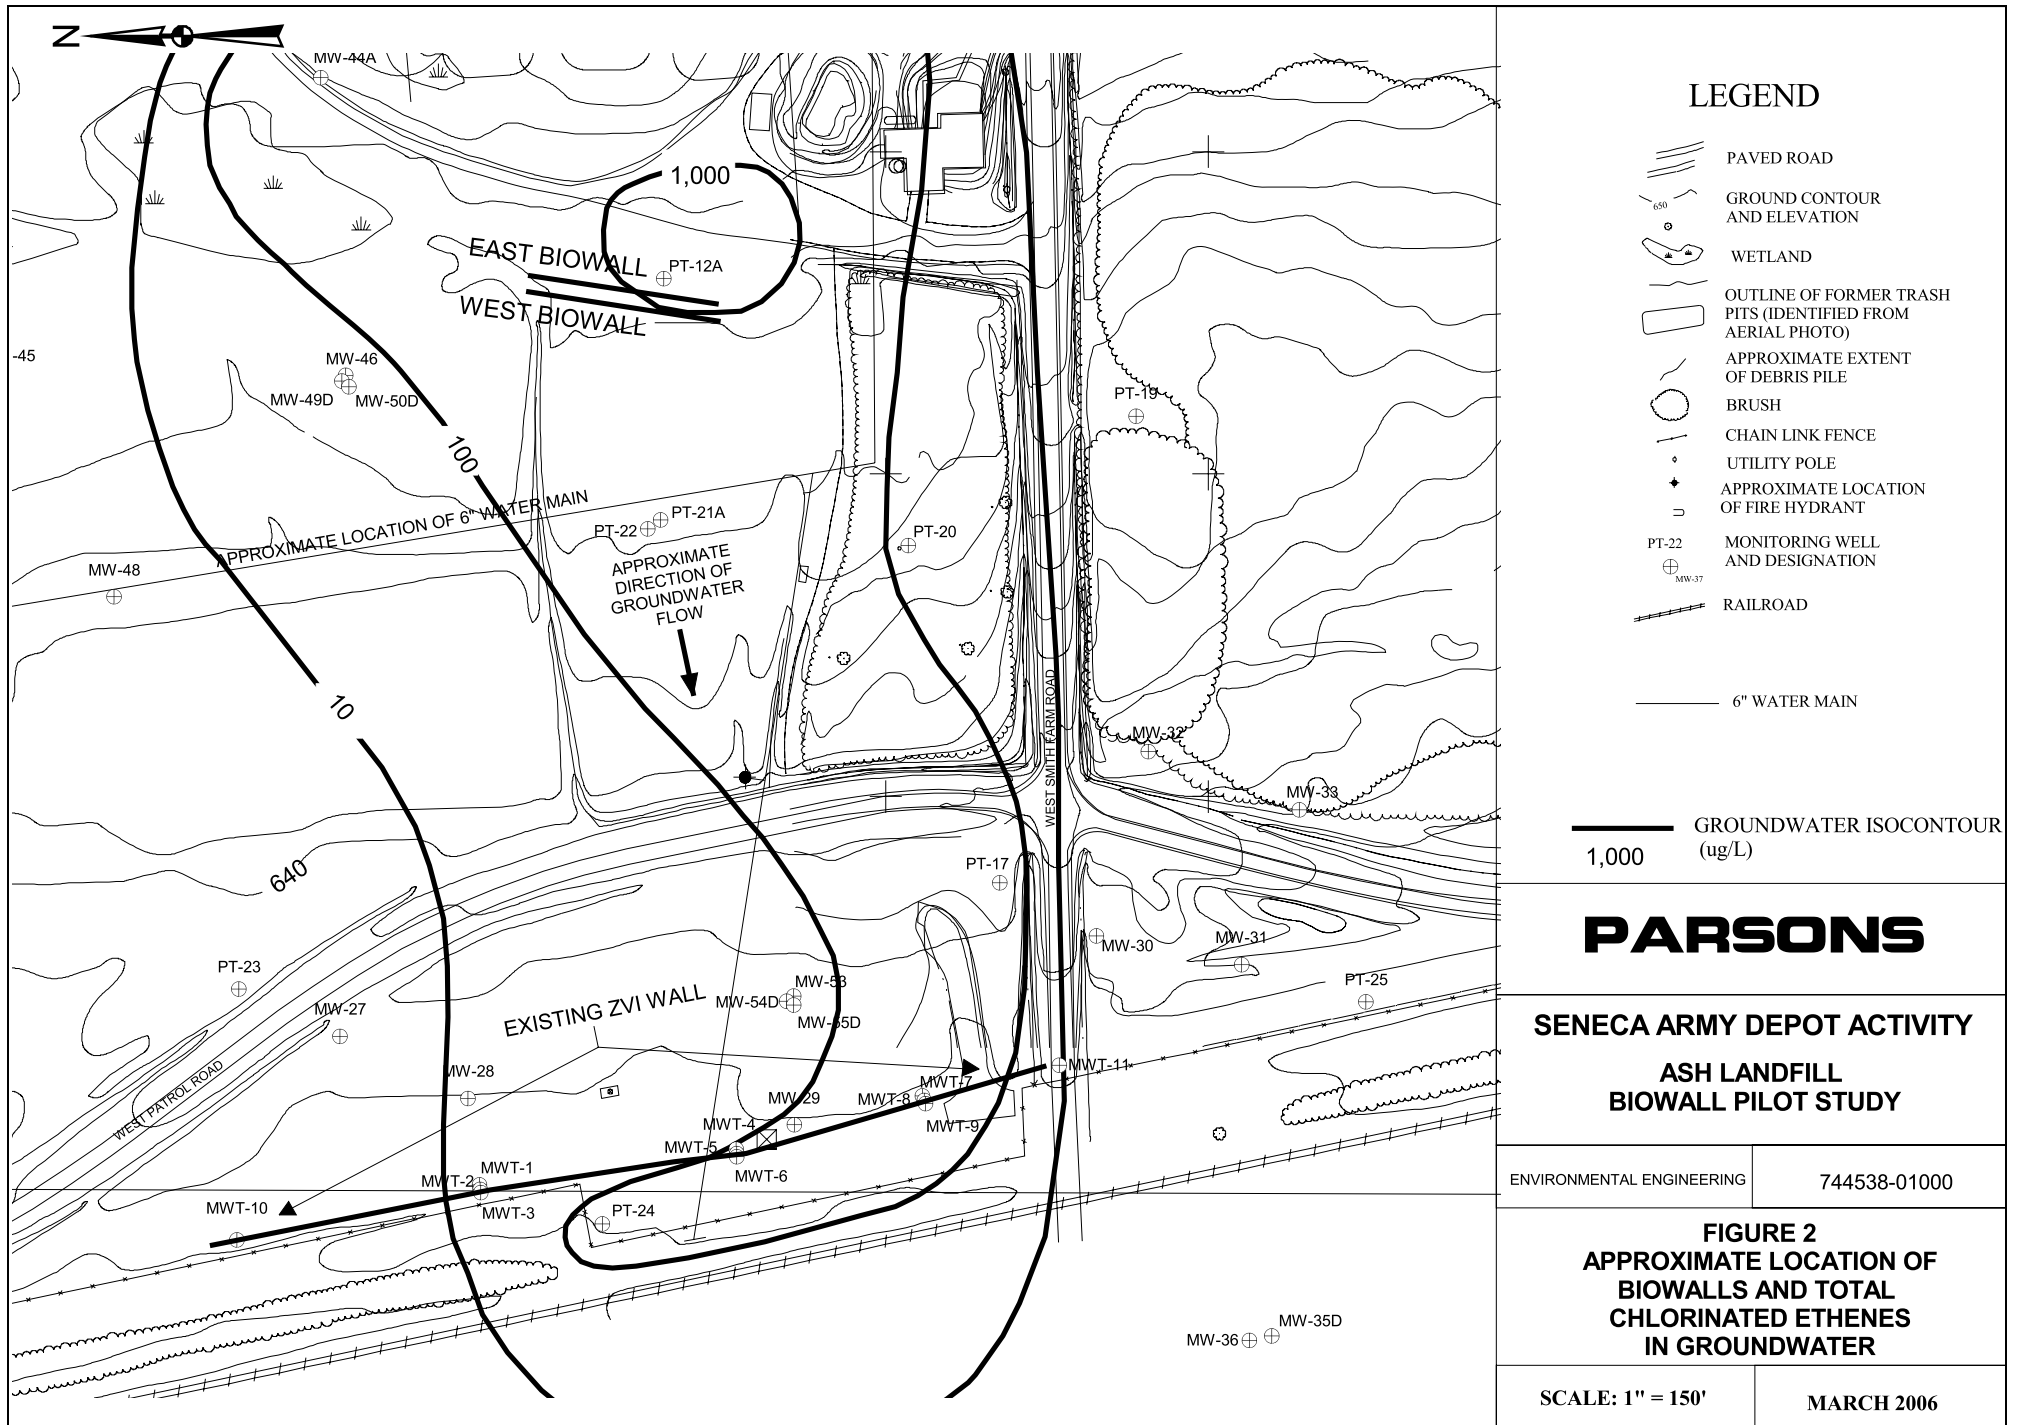 N
MW-44A
1,000
EAST BIOWALL
PT-12A
WEST BIOWALL
-45
MW-46
MW-49D
MW-50D
PT-19
100
APPROXIMATE LOCATION OF 6" WATER MAIN
PT-21A
PT-22
PT-20
APPROXIMATE
DIRECTION OF
GROUNDWATER
FLOW
MW-48
10
WEST SMITH FARM ROAD
MW-32
MW-33
640
PT-17
MW-30
MW-31
PT-23
PT-25
MW-53
MW-54D
MW-55D
EXISTING ZVI WALL
MW-27
MW-28
WEST PATROL ROAD
MWT-11
MWT-7
MWT-8
MW-29
MWT-9
MWT-4
MWT-5
MWT-6
MWT-1
MWT-2
MWT-3
MWT-10
PT-24
MW-35D
MW-36
LEGEND
PAVED ROAD
650
GROUND CONTOUR
AND ELEVATION
WETLAND
OUTLINE OF FORMER TRASH
PITS (IDENTIFIED FROM
AERIAL PHOTO)
APPROXIMATE EXTENT
OF DEBRIS PILE
BRUSH
CHAIN LINK FENCE
UTILITY POLE
APPROXIMATE LOCATION
OF FIRE HYDRANT
PT-22
MW-37
MONITORING WELL
AND DESIGNATION
RAILROAD
6" WATER MAIN
1,000
GROUNDWATER ISOCONTOUR
(ug/L)
PARSONS
SENECA ARMY DEPOT ACTIVITY
ASH LANDFILL
BIOWALL PILOT STUDY
ENVIRONMENTAL ENGINEERING
744538-01000
FIGURE 2
APPROXIMATE LOCATION OF
BIOWALLS AND TOTAL
CHLORINATED ETHENES
IN GROUNDWATER
SCALE: 1" = 150'
MARCH 2006